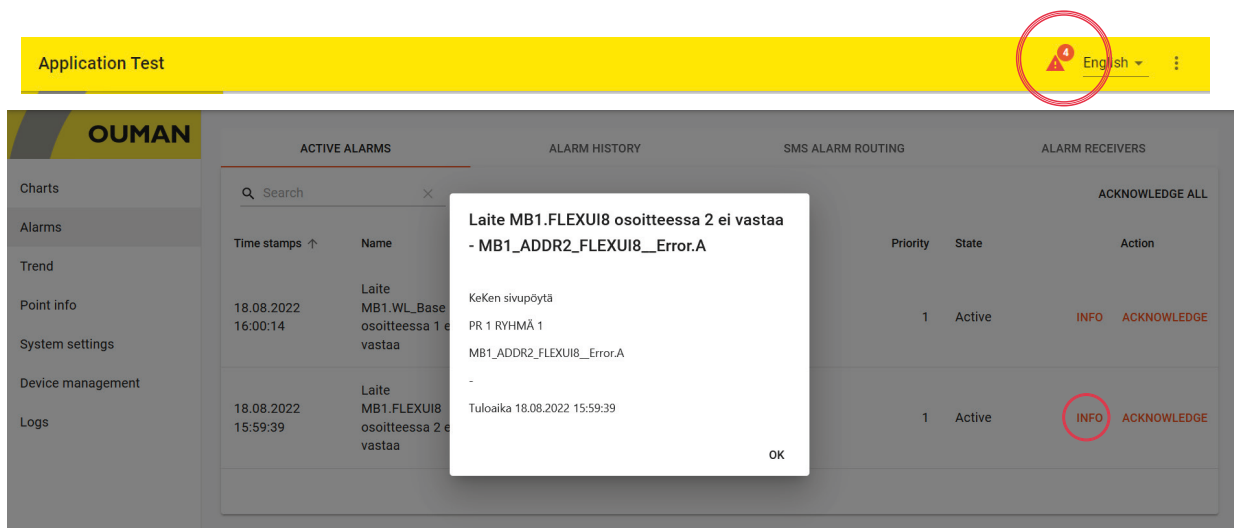 Application Test
4
English
OUMAN
Charts
Alarms
Trend
Point info
System settings
Device management
Logs
ACTIVE ALARMS
ALARM HISTORY
SMS ALARM ROUTING
ALARM RECEIVERS
Search
ACKNOWLEDGE ALL
Time stamps
Name
Priority
State
Action
18.08.2022
16:00:14
Laite
MB1.WL_Base
osoitteessa 1 e
vastaa
1
Active
INFO
ACKNOWLEDGE
18.08.2022
15:59:39
Laite
MB1.FLEXUI8
osoitteessa 2 e
vastaa
1
Active
INFO
ACKNOWLEDGE
Laite MB1.FLEXUI8 osoitteessa 2 ei vastaa
- MB1_ADDR2_FLEXUI8__Error.A
KeKen sivupöytä
PR 1 RYHMÄ 1
MB1_ADDR2_FLEXUI8__Error.A
-
Tuloaika 18.08.2022 15:59:39
OK